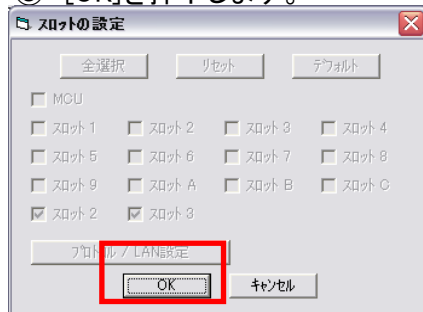 ③ [OK]を押下します。
スロットの設定
全選択 リセット デフォルト
MCU
スロット 1 スロット 2 スロット 3 スロット 4
スロット 5 スロット 6 スロット 7 スロット 8
スロット 9 スロット A スロット B スロット C
スロット 2 スロット 3
プロトコル / LAN設定
OK キャンセル